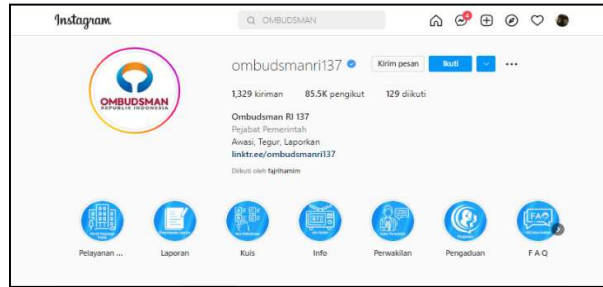 Instagram
OMBUDSMAN
4
ombudsmanri137
Kirim pesan
Ikuti
1,329 kiriman 85.5K pengikut 129 diikuti
OMBUDSMAN
REPUBLIK INDONESIA
Ombudsman RI 137
Pejabat Pemerintah
Awasi, Tegur, Laporkan
linktr.ee/ombudsmanri137
Diikuti oleh fajrihamim
FAQ
Pelayanan ... Laporan Kuis Info Perwakilan Pengaduan F A Q